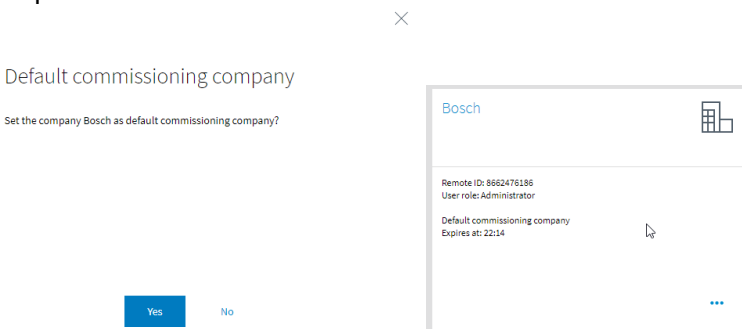 Default commissioning company
Set the company Bosch as default commissioning company?
Yes
No
Bosch
Remote ID: 8662476186
User role: Administrator
Default commissioning company
Expires at: 22:14